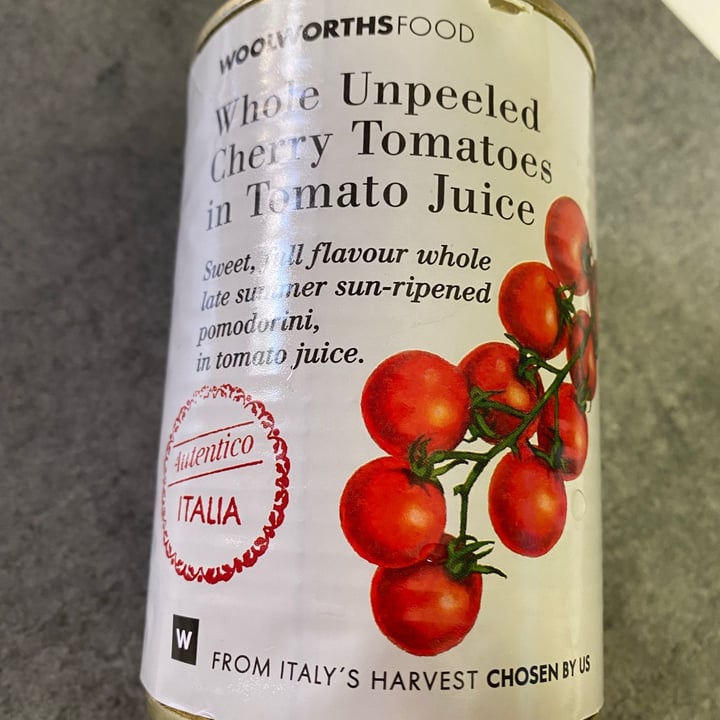 WOOLWORTHSFOOD
Whole Unpeeled
Cherry Tomatoes
in Tomato Juice
Sweet, full flavour whole
late summer sun-ripened
pomodorini,
in tomato juice.
Autentico
ITALIA
W
FROM ITALY'S HARVEST CHOSEN BY US